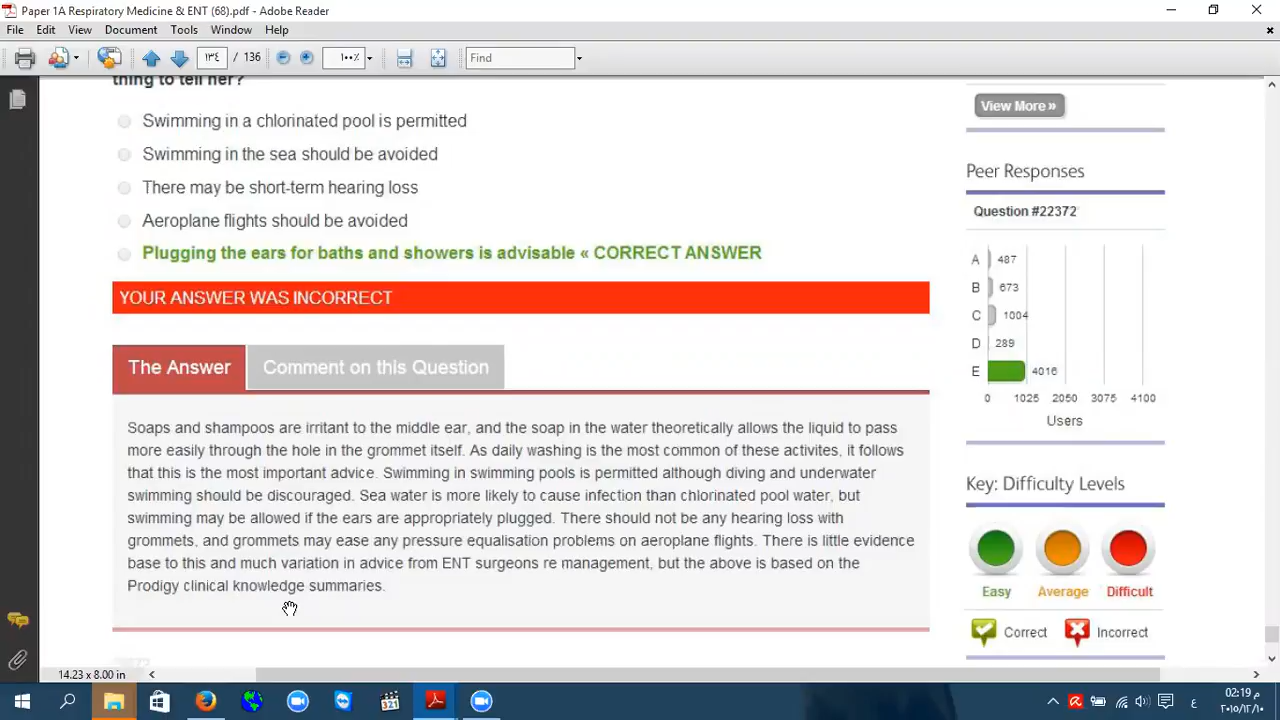 Paper 1A Respiratory Medicine & ENT (68).pdf - Adobe Reader
File Edit View Document Tools Window Help
١٣٤ / 136 ١٠٠٪ Find
thing to tell her?
Swimming in a chlorinated pool is permitted
Swimming in the sea should be avoided
There may be short-term hearing loss
Aeroplane flights should be avoided
Plugging the ears for baths and showers is advisable « CORRECT ANSWER
YOUR ANSWER WAS INCORRECT
The Answer Comment on this Question
Soaps and shampoos are irritant to the middle ear, and the soap in the water theoretically allows the liquid to pass
more easily through the hole in the grommet itself. As daily washing is the most common of these activites, it follows
that this is the most important advice. Swimming in swimming pools is permitted although diving and underwater
swimming should be discouraged. Sea water is more likely to cause infection than chlorinated pool water, but
swimming may be allowed if the ears are appropriately plugged. There should not be any hearing loss with
grommets, and grommets may ease any pressure equalisation problems on aeroplane flights. There is little evidence
base to this and much variation in advice from ENT surgeons re management, but the above is based on the
Prodigy clinical knowledge summaries.
View More »
Peer Responses
Question #22372
A 487
B 673
C 1004
D 289
E 4016
0 1025 2050 3075 4100
Users
Key: Difficulty Levels
Easy Average Difficult
Correct Incorrect
14.23 x 8.00 in
321
ع
02:19 م